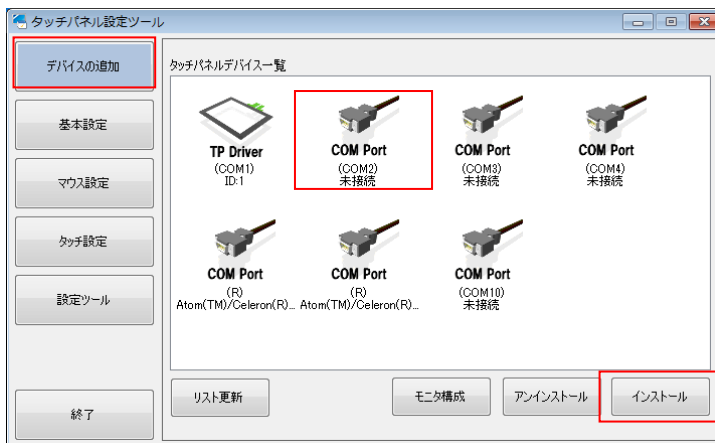 タッチパネル設定ツール
デバイスの追加
基本設定
マウス設定
タッチ設定
設定ツール
終了
タッチパネルデバイス一覧
TP Driver
(COM1)
ID:1
COM Port
(COM2)
未接続
COM Port
(COM3)
未接続
COM Port
(COM4)
未接続
COM Port
(R)
Atom(TM)/Celeron(R)...
COM Port
(R)
Atom(TM)/Celeron(R)...
COM Port
(COM10)
未接続
リスト更新
モニタ構成
アンインストール
インストール